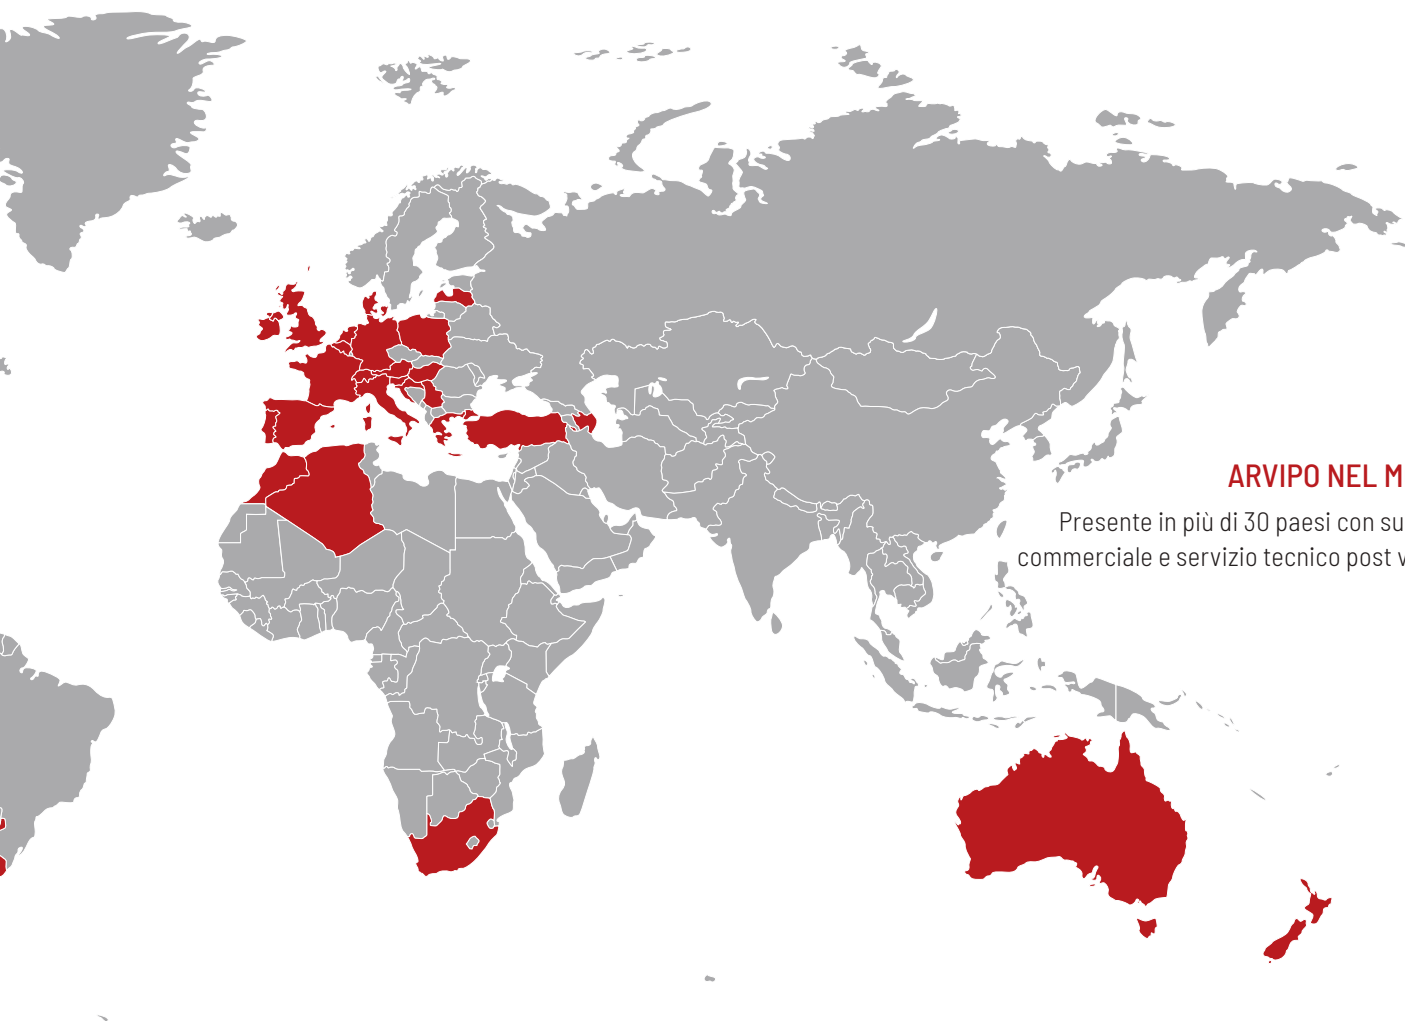 ARVIPO NEL M
Presente in più di 30 paesi con su
commerciale e servizio tecnico post v